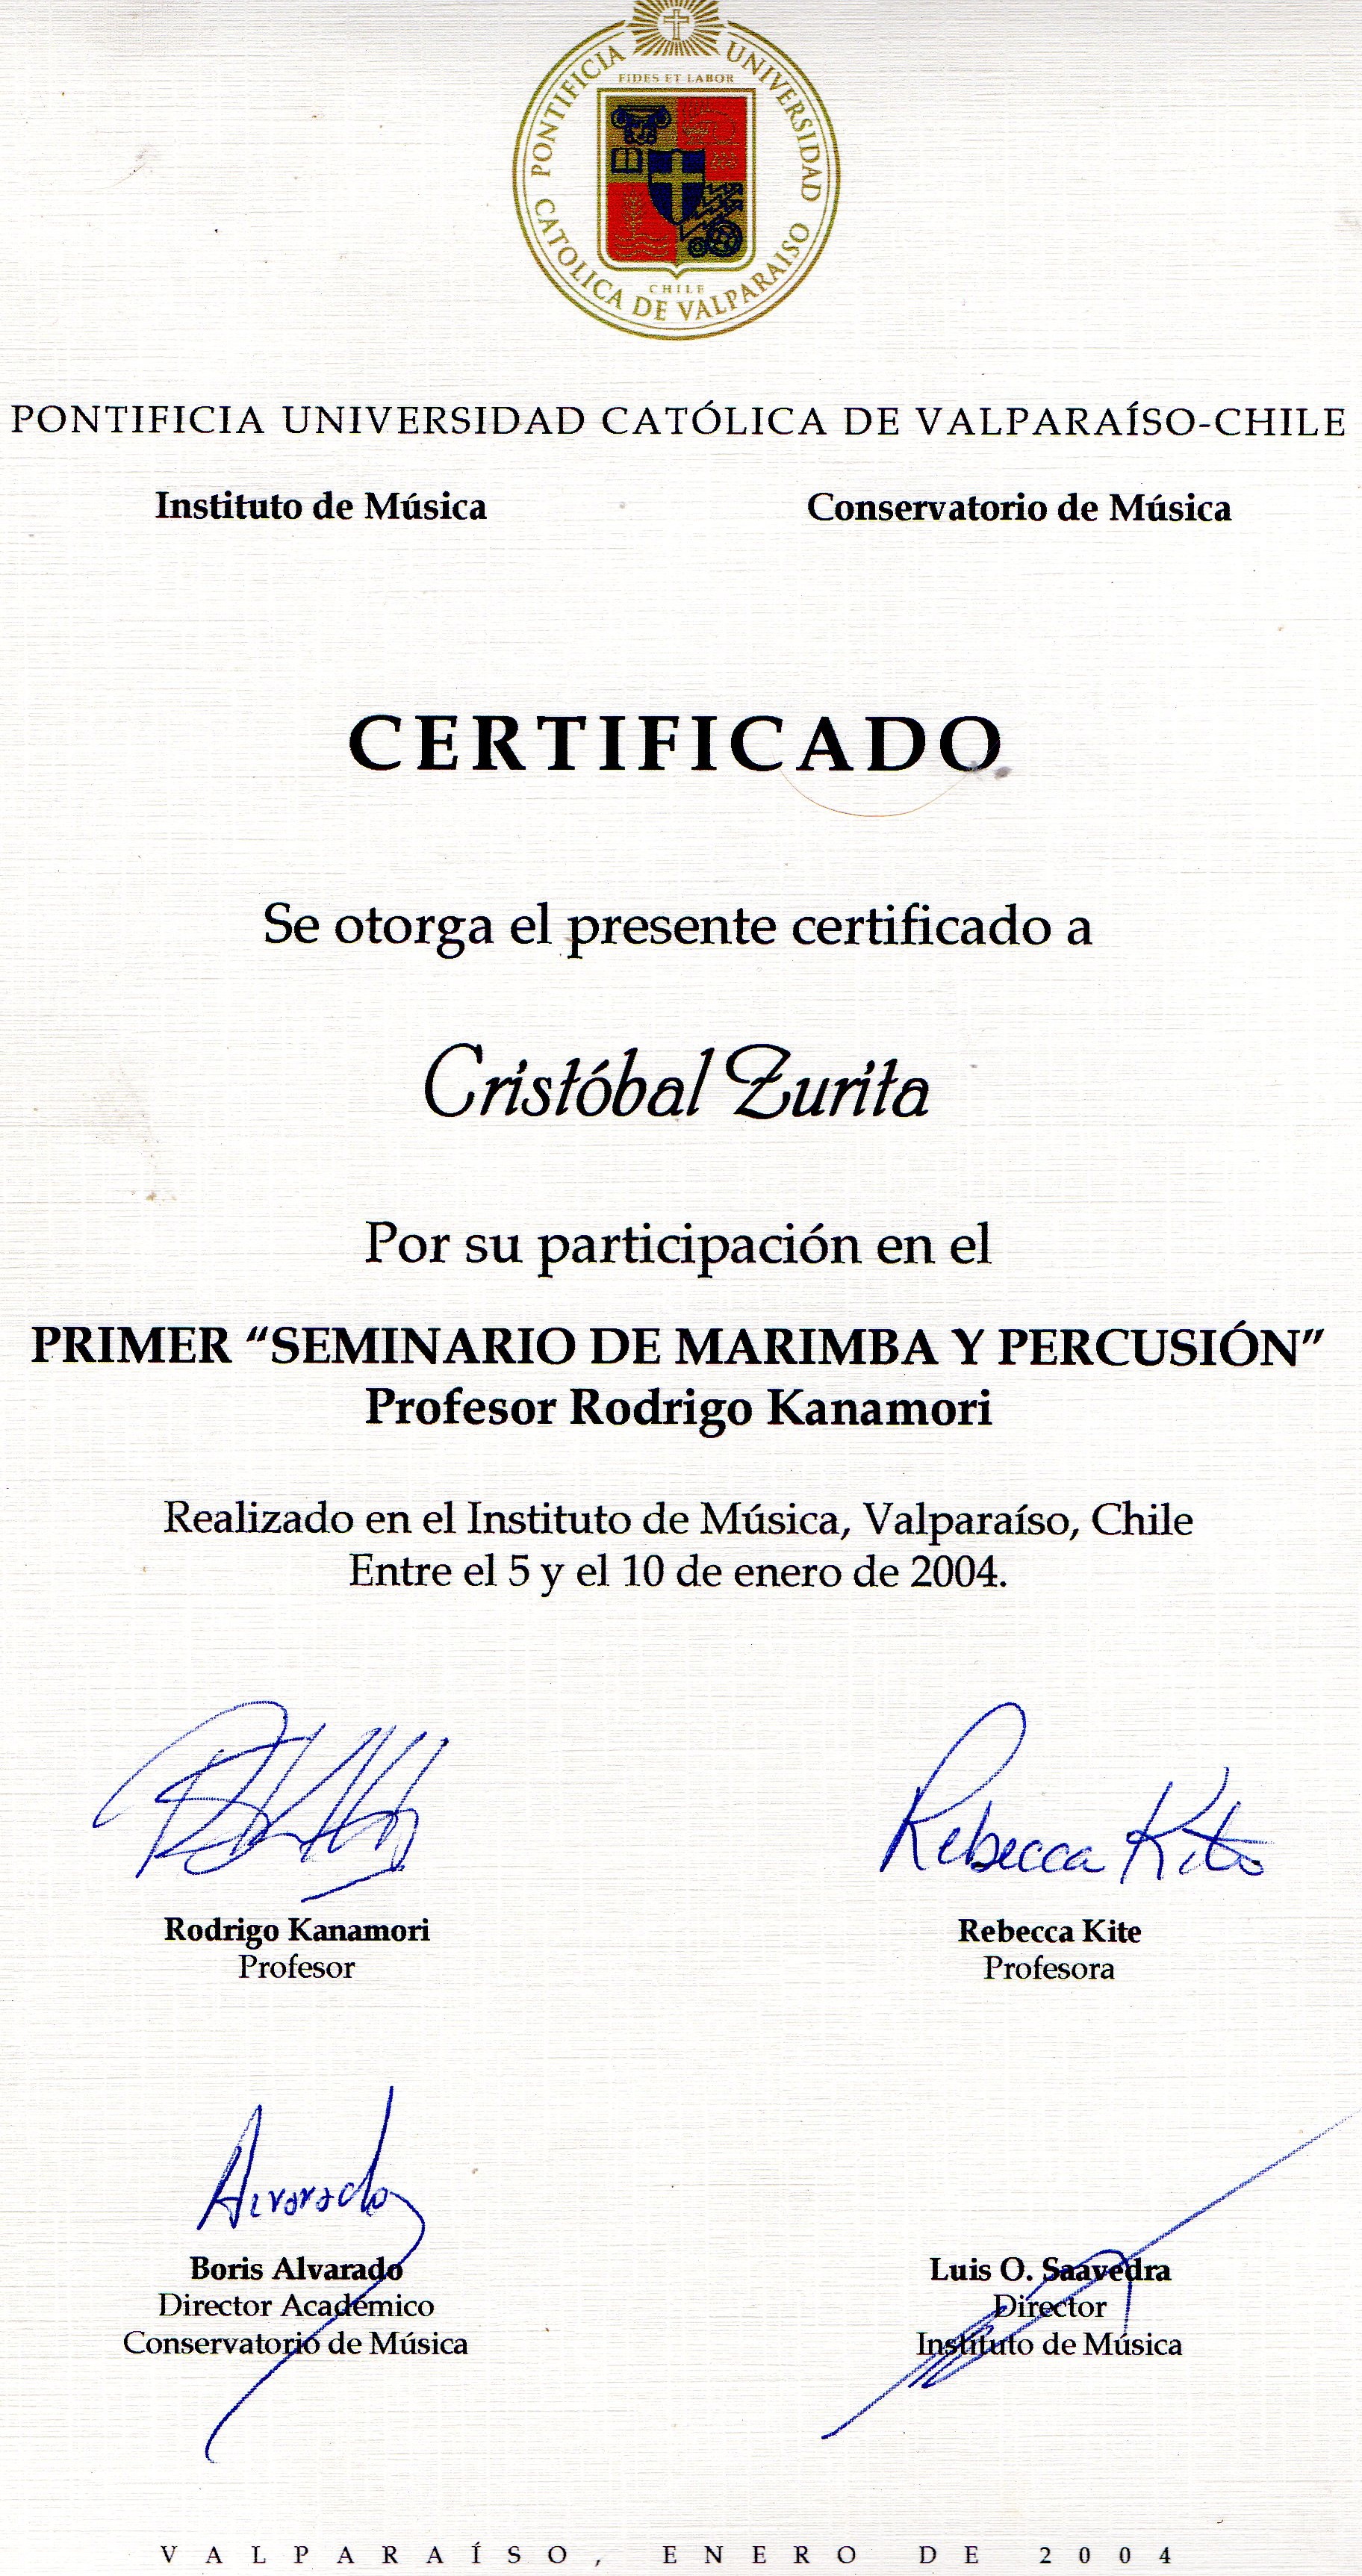 PONTIFICIA UNIVERSIDAD
CATOLICA DE VALPARAISO
FIDES ET LABOR
CHILE
PONTIFICIA UNIVERSIDAD CATÓLICA DE VALPARAÍSO-CHILE
Instituto de Música
Conservatorio de Música
CERTIFICADO
Se otorga el presente certificado a
Cristóbal Zurita
Por su participación en el
PRIMER “SEMINARIO DE MARIMBA Y PERCUSIÓN”
Profesor Rodrigo Kanamori
Realizado en el Instituto de Música, Valparaíso, Chile
Entre el 5 y el 10 de enero de 2004.
Rebecca Kite
Rodrigo Kanamori
Profesor
Rebecca Kite
Profesora
Alvarado
Boris Alvarado
Director Académico
Conservatorio de Música
Luis O. Saavedra
Director
Instituto de Música
VALPARAÍSO, ENERO DE 2004